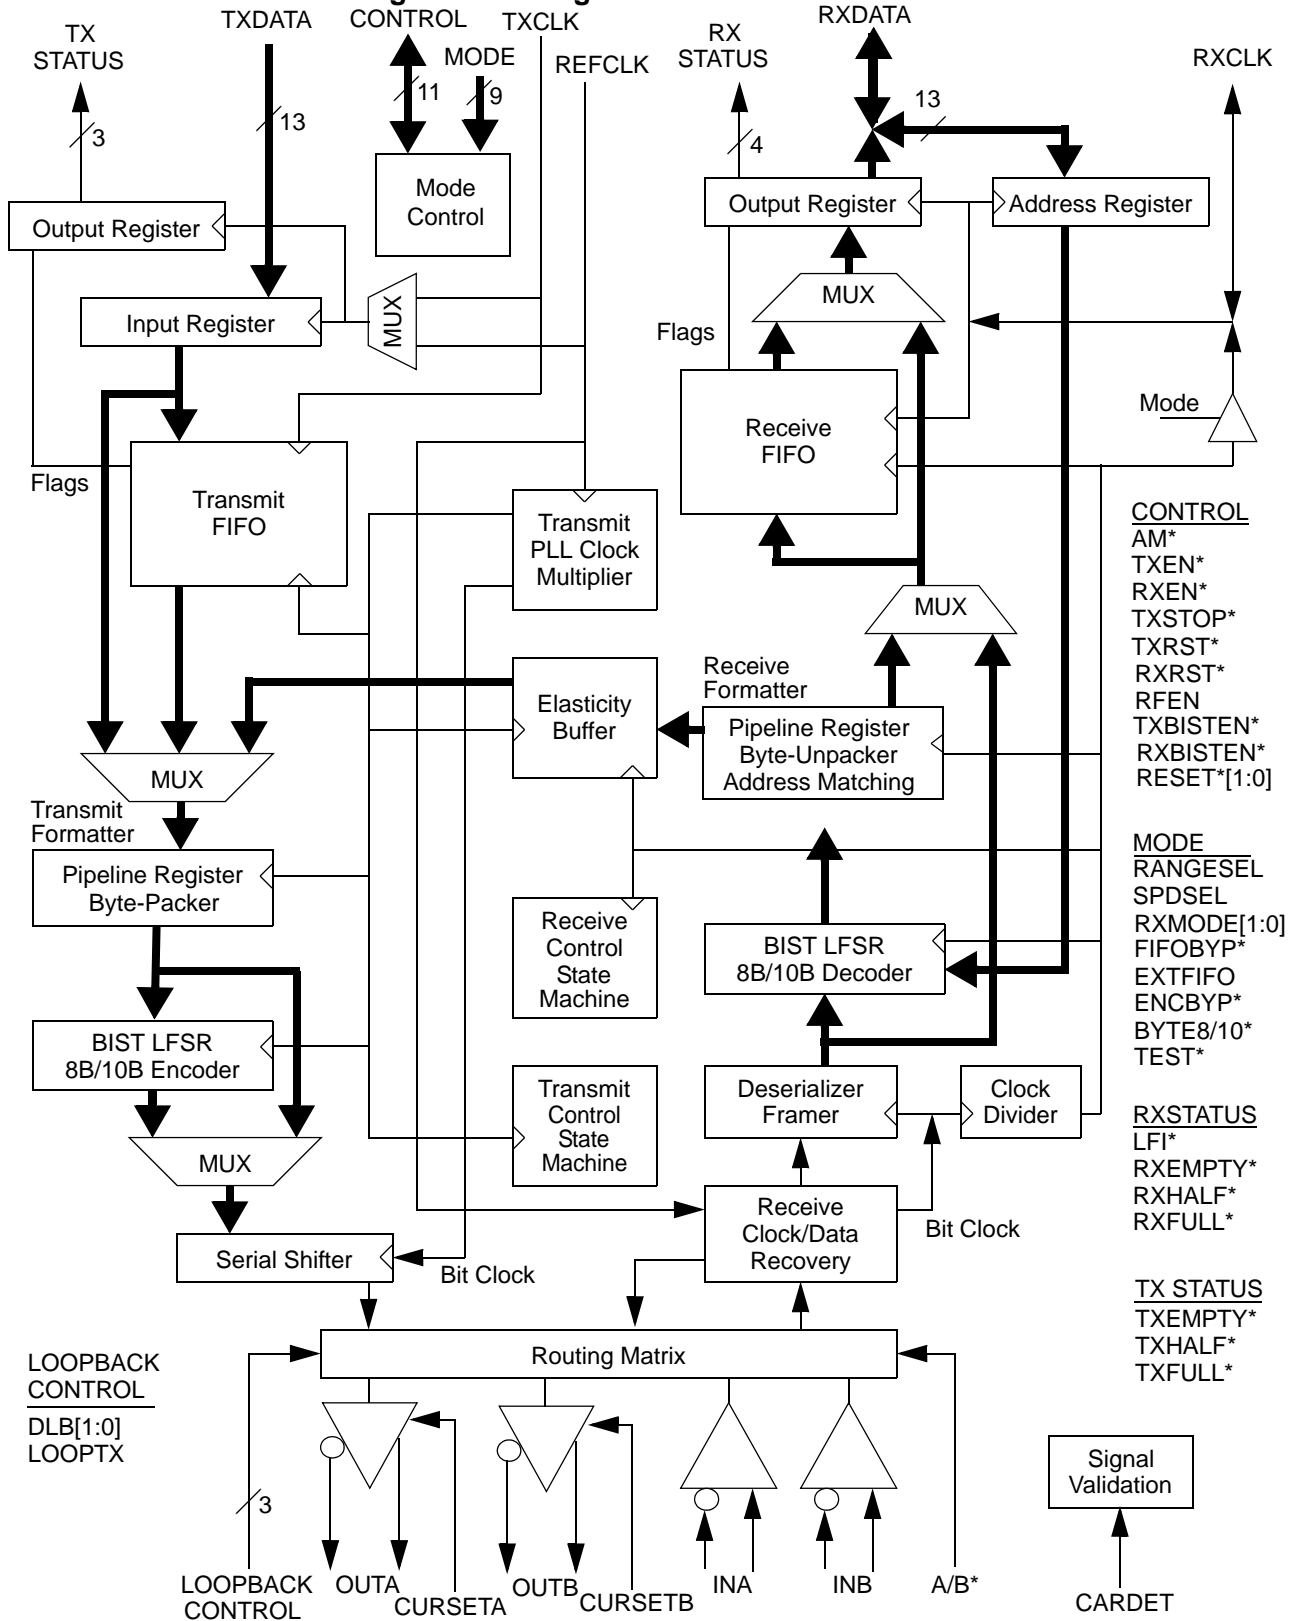 TX
STATUS
TXDATA
CONTROL
TXCLK
MODE
REFCLK
RX
STATUS
RXDATA
RXCLK
3
13
11
9
4
13
Mode
Control
Output Register
Output Register
Address Register
Input Register
MUX
MUX
Flags
Flags
Mode
Transmit
FIFO
Receive
FIFO
Transmit
PLL Clock
Multiplier
MUX
Elasticity
Buffer
Receive
Formatter
Pipeline Register
Byte-Unpacker
Address Matching
MUX
Transmit
Formatter
Pipeline Register
Byte-Packer
Receive
Control
State
Machine
BIST LFSR
8B/10B Decoder
BIST LFSR
8B/10B Encoder
Transmit
Control
State
Machine
Deserializer
Framer
Clock
Divider
MUX
Receive
Clock/Data
Recovery
Bit Clock
Serial Shifter
Bit Clock
Routing Matrix
LOOPBACK
CONTROL
DLB[1:0]
LOOPTX
3
LOOPBACK
CONTROL
OUTA
CURSETA
OUTB
CURSETB
INA
INB
A/B*
Signal
Validation
CARDET
CONTROL
AM*
TXEN*
RXEN*
TXSTOP*
TXRST*
RXRST*
RFEN
TXBISTEN*
RXBISTEN*
RESET*[1:0]
MODE
RANGESEL
SPDSEL
RXMODE[1:0]
FIFOBYP*
EXTFIFO
ENCBYP*
BYTE8/10*
TEST*
RXSTATUS
LFI*
RXEMPTY*
RXHALF*
RXFULL*
TX STATUS
TXEMPTY*
TXHALF*
TXFULL*